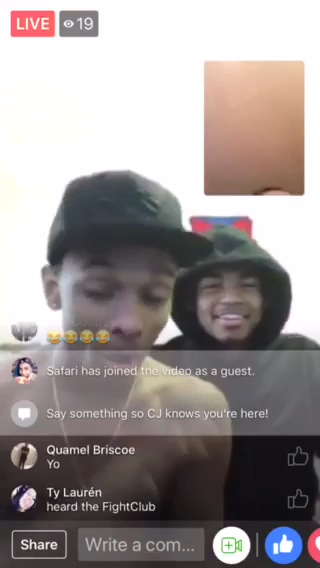 LIVE 19
Safari has joined the video as a guest.
Say something so CJ knows you're here!
Quamel Briscoe
Yo
Ty Laurén
heard the FightClub
Share Write a com...